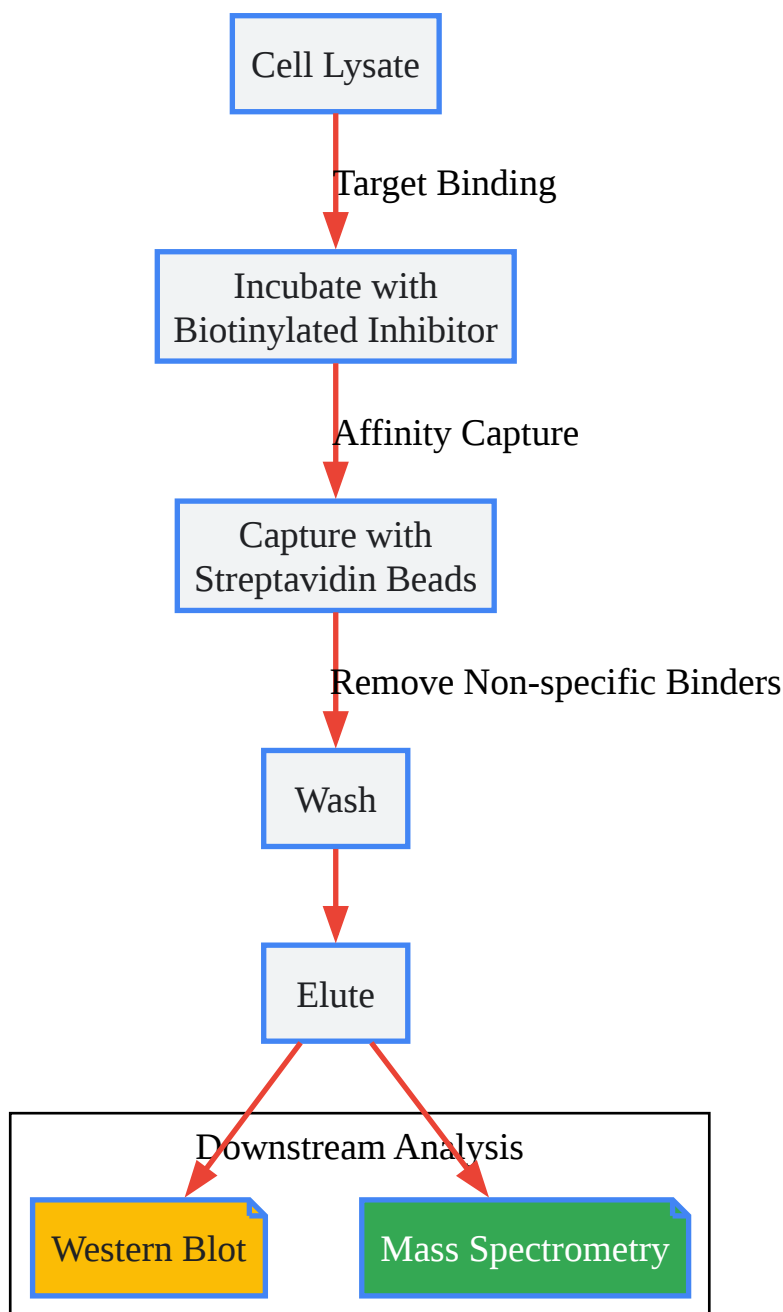 Cell Lysate
Target Binding
Incubate with
Biotinylated Inhibitor
Affinity Capture
Capture with
Streptavidin Beads
Remove Non-specific Binders
Wash
Elute
Downstream Analysis
Western Blot
Mass Spectrometry